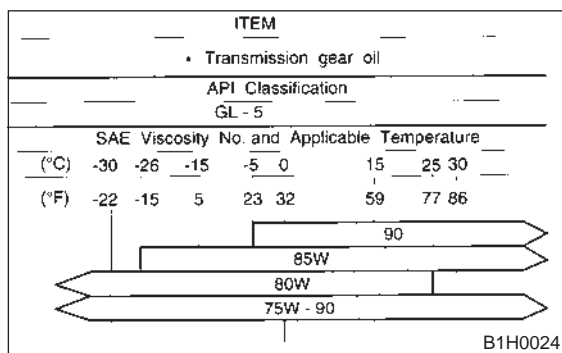 ITEM
• Transmission gear oil
API Classification
GL - 5
SAE Viscosity No. and Applicable Temperature
(°C) -30 -26 -15 -5 0 15 25 30
(°F) -22 -15 5 23 32 59 77 86
90
85W
80W
75W - 90
B1H0024